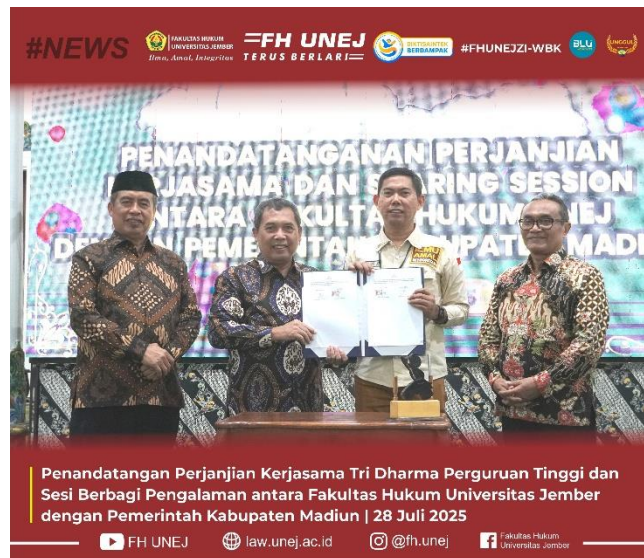 #NEWS
FAKULTAS HUKUM
UNIVERSITAS JEMBER
Ilmu, Amal, Integritas
FH UNEJ
TERUS BERLARI
DIKTISAINTEK
BERDAMPAK
#FHUNEJZI-WBK
BLU
UNGGUL
PENANDATANGANAN PERJANJIAN
KERJASAMA DAN SHARING SESSION
ANTARA FAKULTAS HUKUM UNEJ
DENGAN PEMERINTAH KABUPATEN MADIU
Penandatangan Perjanjian Kerjasama Tri Dharma Perguruan Tinggi dan
Sesi Berbagi Pengalaman antara Fakultas Hukum Universitas Jember
dengan Pemerintah Kabupaten Madiun | 28 Juli 2025
FH UNEJ
law.unej.ac.id
@fh.unej
Fakultas Hukum
Universitas Jember